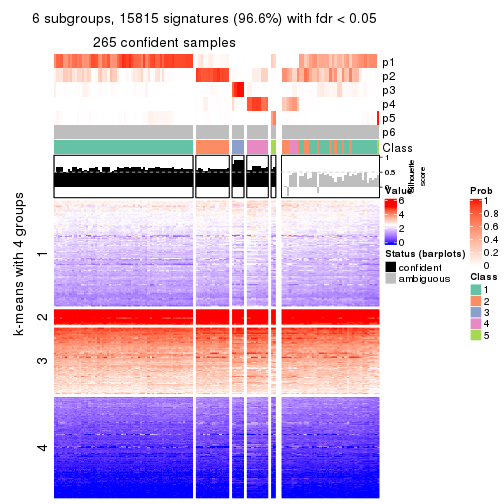 6 subgroups, 15815 signatures (96.6%) with fdr < 0.05
265 confident samples
p1
p2
p3
p4
p5
p6
Class
1
0.5
0
Silhouette
score
k-means with 4 groups
1
2
3
4
Value
6
4
2
0
Status (barplots)
confident
ambiguous
Prob
1
0.8
0.6
0.4
0.2
0
Class
1
2
3
4
5